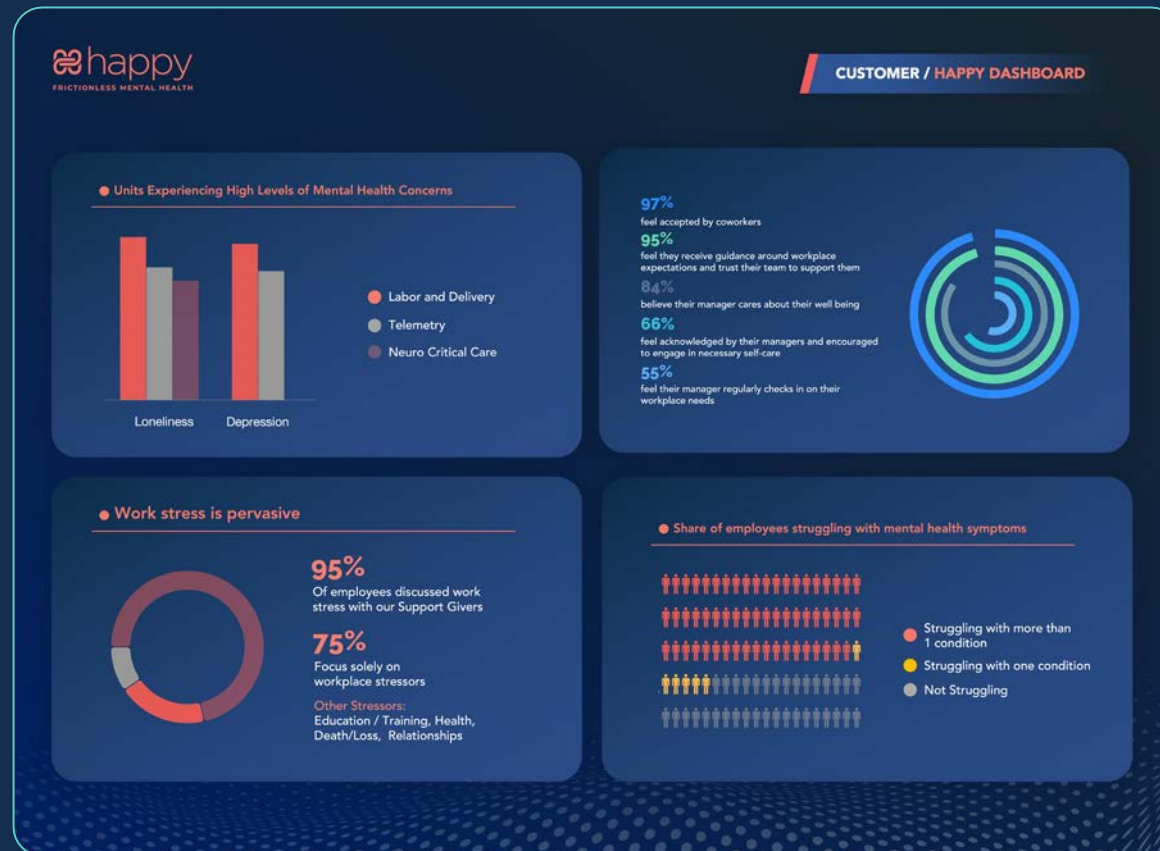 happy
FRICTIONLESS MENTAL HEALTH
CUSTOMER / HAPPY DASHBOARD
Units Experiencing High Levels of Mental Health Concerns
Loneliness
Depression
Labor and Delivery
Telemetry
Neuro Critical Care
97%
feel accepted by coworkers
95%
feel they receive guidance around workplace
expectations and trust their team to support them
84%
believe their manager cares about their well being
66%
feel acknowledged by their managers and encouraged
to engage in necessary self-care
55%
feel their manager regularly checks in on their
workplace needs
Work stress is pervasive
95%
Of employees discussed work
stress with our Support Givers
75%
Focus solely on
workplace stressors
Other Stressors:
Education / Training, Health,
Death/Loss, Relationships
Share of employees struggling with mental health symptoms
Struggling with more than
1 condition
Struggling with one condition
Not Struggling